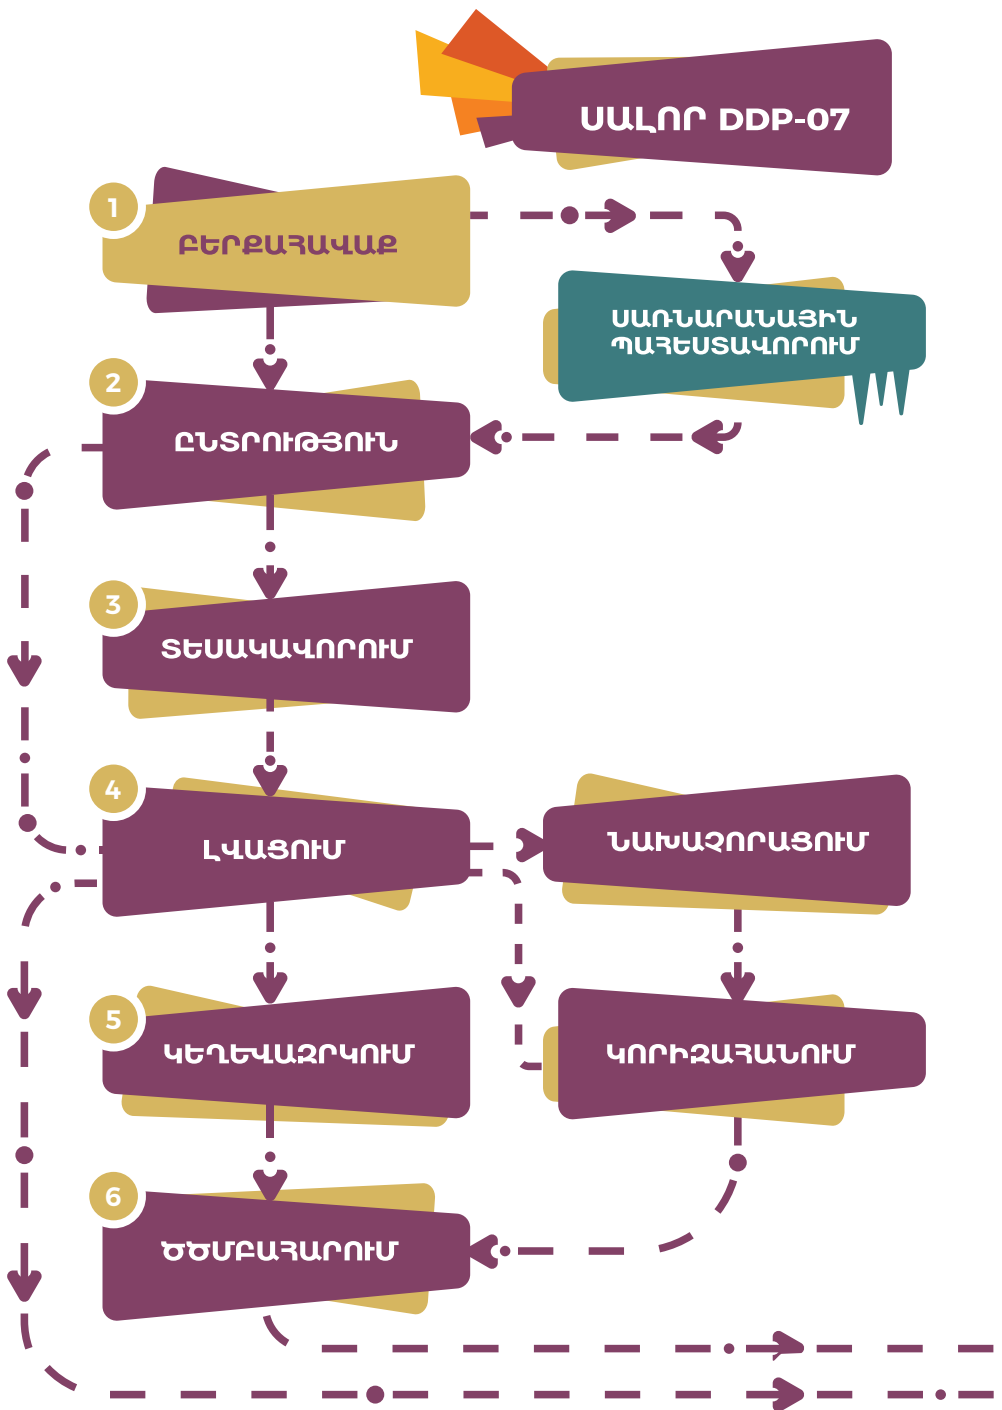 ՍԱԼՈՐ DDP-07
1
ԲԵՐՔԱՀԱՎԱՔ
ՍԱՌՆԱՐԱՆԱՅԻՆ
ՊԱՀԵՍՏԱՎՈՐՈՒՄ
2
ԸՆՏՐՈՒԹՅՈՒՆ
3
ՏԵՍԱԿԱՎՈՐՈՒՄ
4
ԼՎԱՑՈՒՄ
ՆԱԽԱՉՈՐԱՑՈՒՄ
5
ԿԵՂԵՎԱԶՐԿՈՒՄ
ԿՈՐԻԶԱՀԱՆՈՒՄ
6
ԾԾՄԲԱՀԱՐՈՒՄ